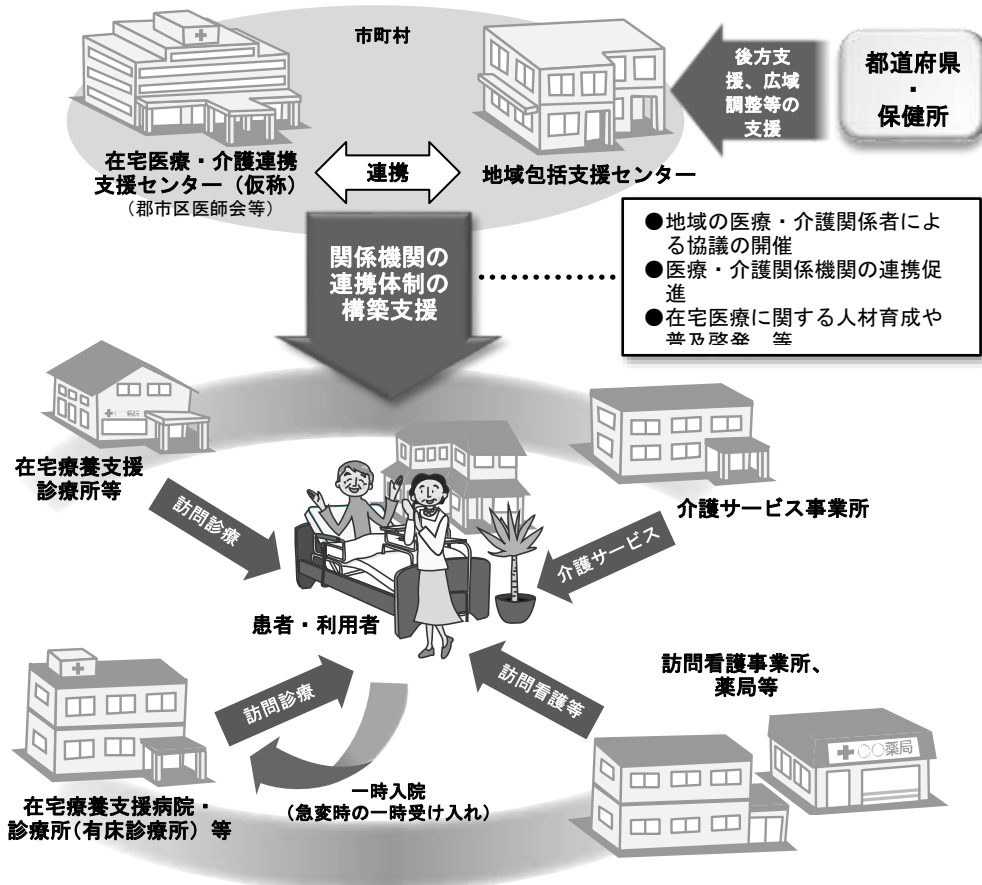 市町村
後方支
援、広域
調整等の
支援
都道府県
・
保健所
在宅医療・介護連携
支援センター（仮称）
（郡市区医師会等）
連携
地域包括支援センター
関係機関の
連携体制の
構築支援
●地域の医療・介護関係者によ
る協議の開催
●医療・介護関係機関の連携促
進
●在宅医療に関する人材育成や
普及啓発　等
在宅療養支援
診療所等
訪問診療
介護サービス事業所
介護サービス
患者・利用者
訪問看護事業所、
薬局等
訪問診療
訪問看護等
〇〇薬局
一時入院
（急変時の一時受け入れ）
在宅療養支援病院・
診療所（有床診療所）等